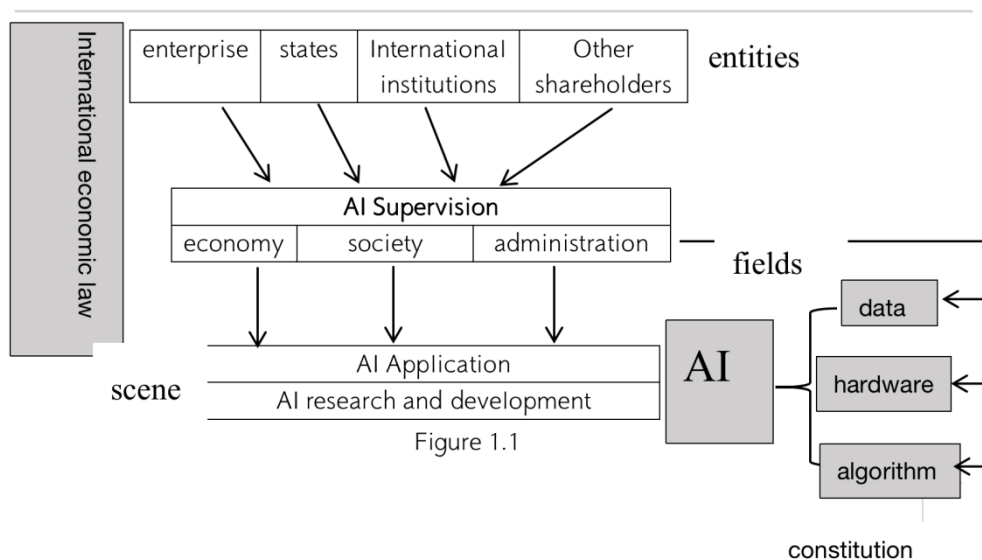 International economic law
enterprise
states
International
institutions
Other
shareholders
entities
AI Supervision
economy
society
administration
fields
data
AI
hardware
algorithm
scene
AI Application
AI research and development
Figure 1.1
constitution